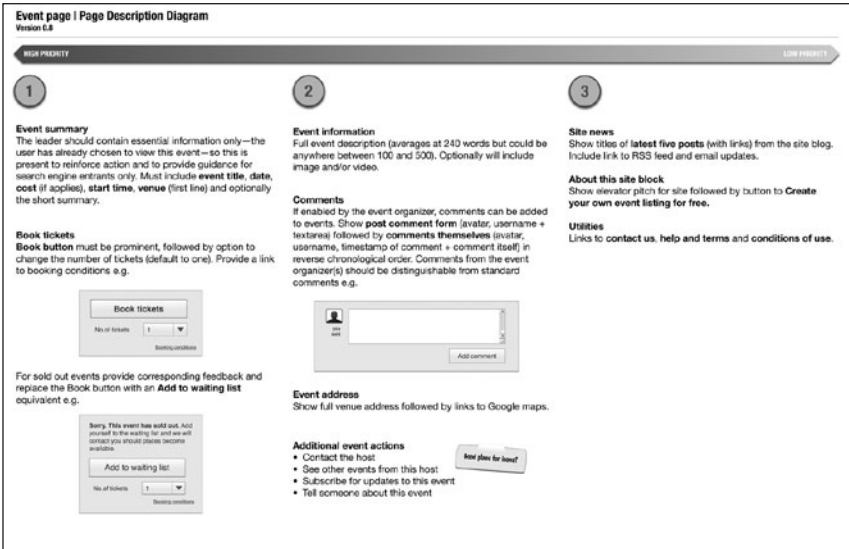 Event page | Page Description Diagram
Version 0.8
HIGH PRIORITY
LOW PRIORITY
1
Event summary
The leader should contain essential information only—the
user has already chosen to view this event—so this is
present to reinforce action and to provide guidance for
search engine entrants only. Must include event title, date,
cost (if applies), start time, venue (first line) and optionally
the short summary.
Book tickets
Book button must be prominent, followed by option to
change the number of tickets (default to one). Provide a link
to booking conditions e.g.
Book tickets
No.of tickets 1
Booking conditions
For sold out events provide corresponding feedback and
replace the Book button with an Add to waiting list
equivalent e.g.
Sorry. This event has sold out. Add
yourself to the waiting list and we will
contact you should places become
available.
Add to waiting list
No.of tickets 1
Booking conditions
2
Event information
Full event description (averages at 240 words but could be
anywhere between 100 and 500). Optionally will include
image and/or video.
Comments
If enabled by the event organizer, comments can be added
to events. Show post comment form (avatar, username +
textarea) followed by comments themselves (avatar,
username, timestamp of comment + comment itself) in
reverse chronological order. Comments from the event
organizer(s) should be distinguishable from standard
comments e.g.
Add comment
Event address
Show full venue address followed by links to Google maps.
Additional event actions
• Contact the host
• See other events from this host
• Subscribe for updates to this event
• Tell someone about this event
3
Site news
Show titles of latest five posts (with links) from the site blog.
Include link to RSS feed and email updates.
About this site block
Show elevator pitch for site followed by button to Create
your own event listing for free.
Utilities
Links to contact us, help and terms and conditions of use.